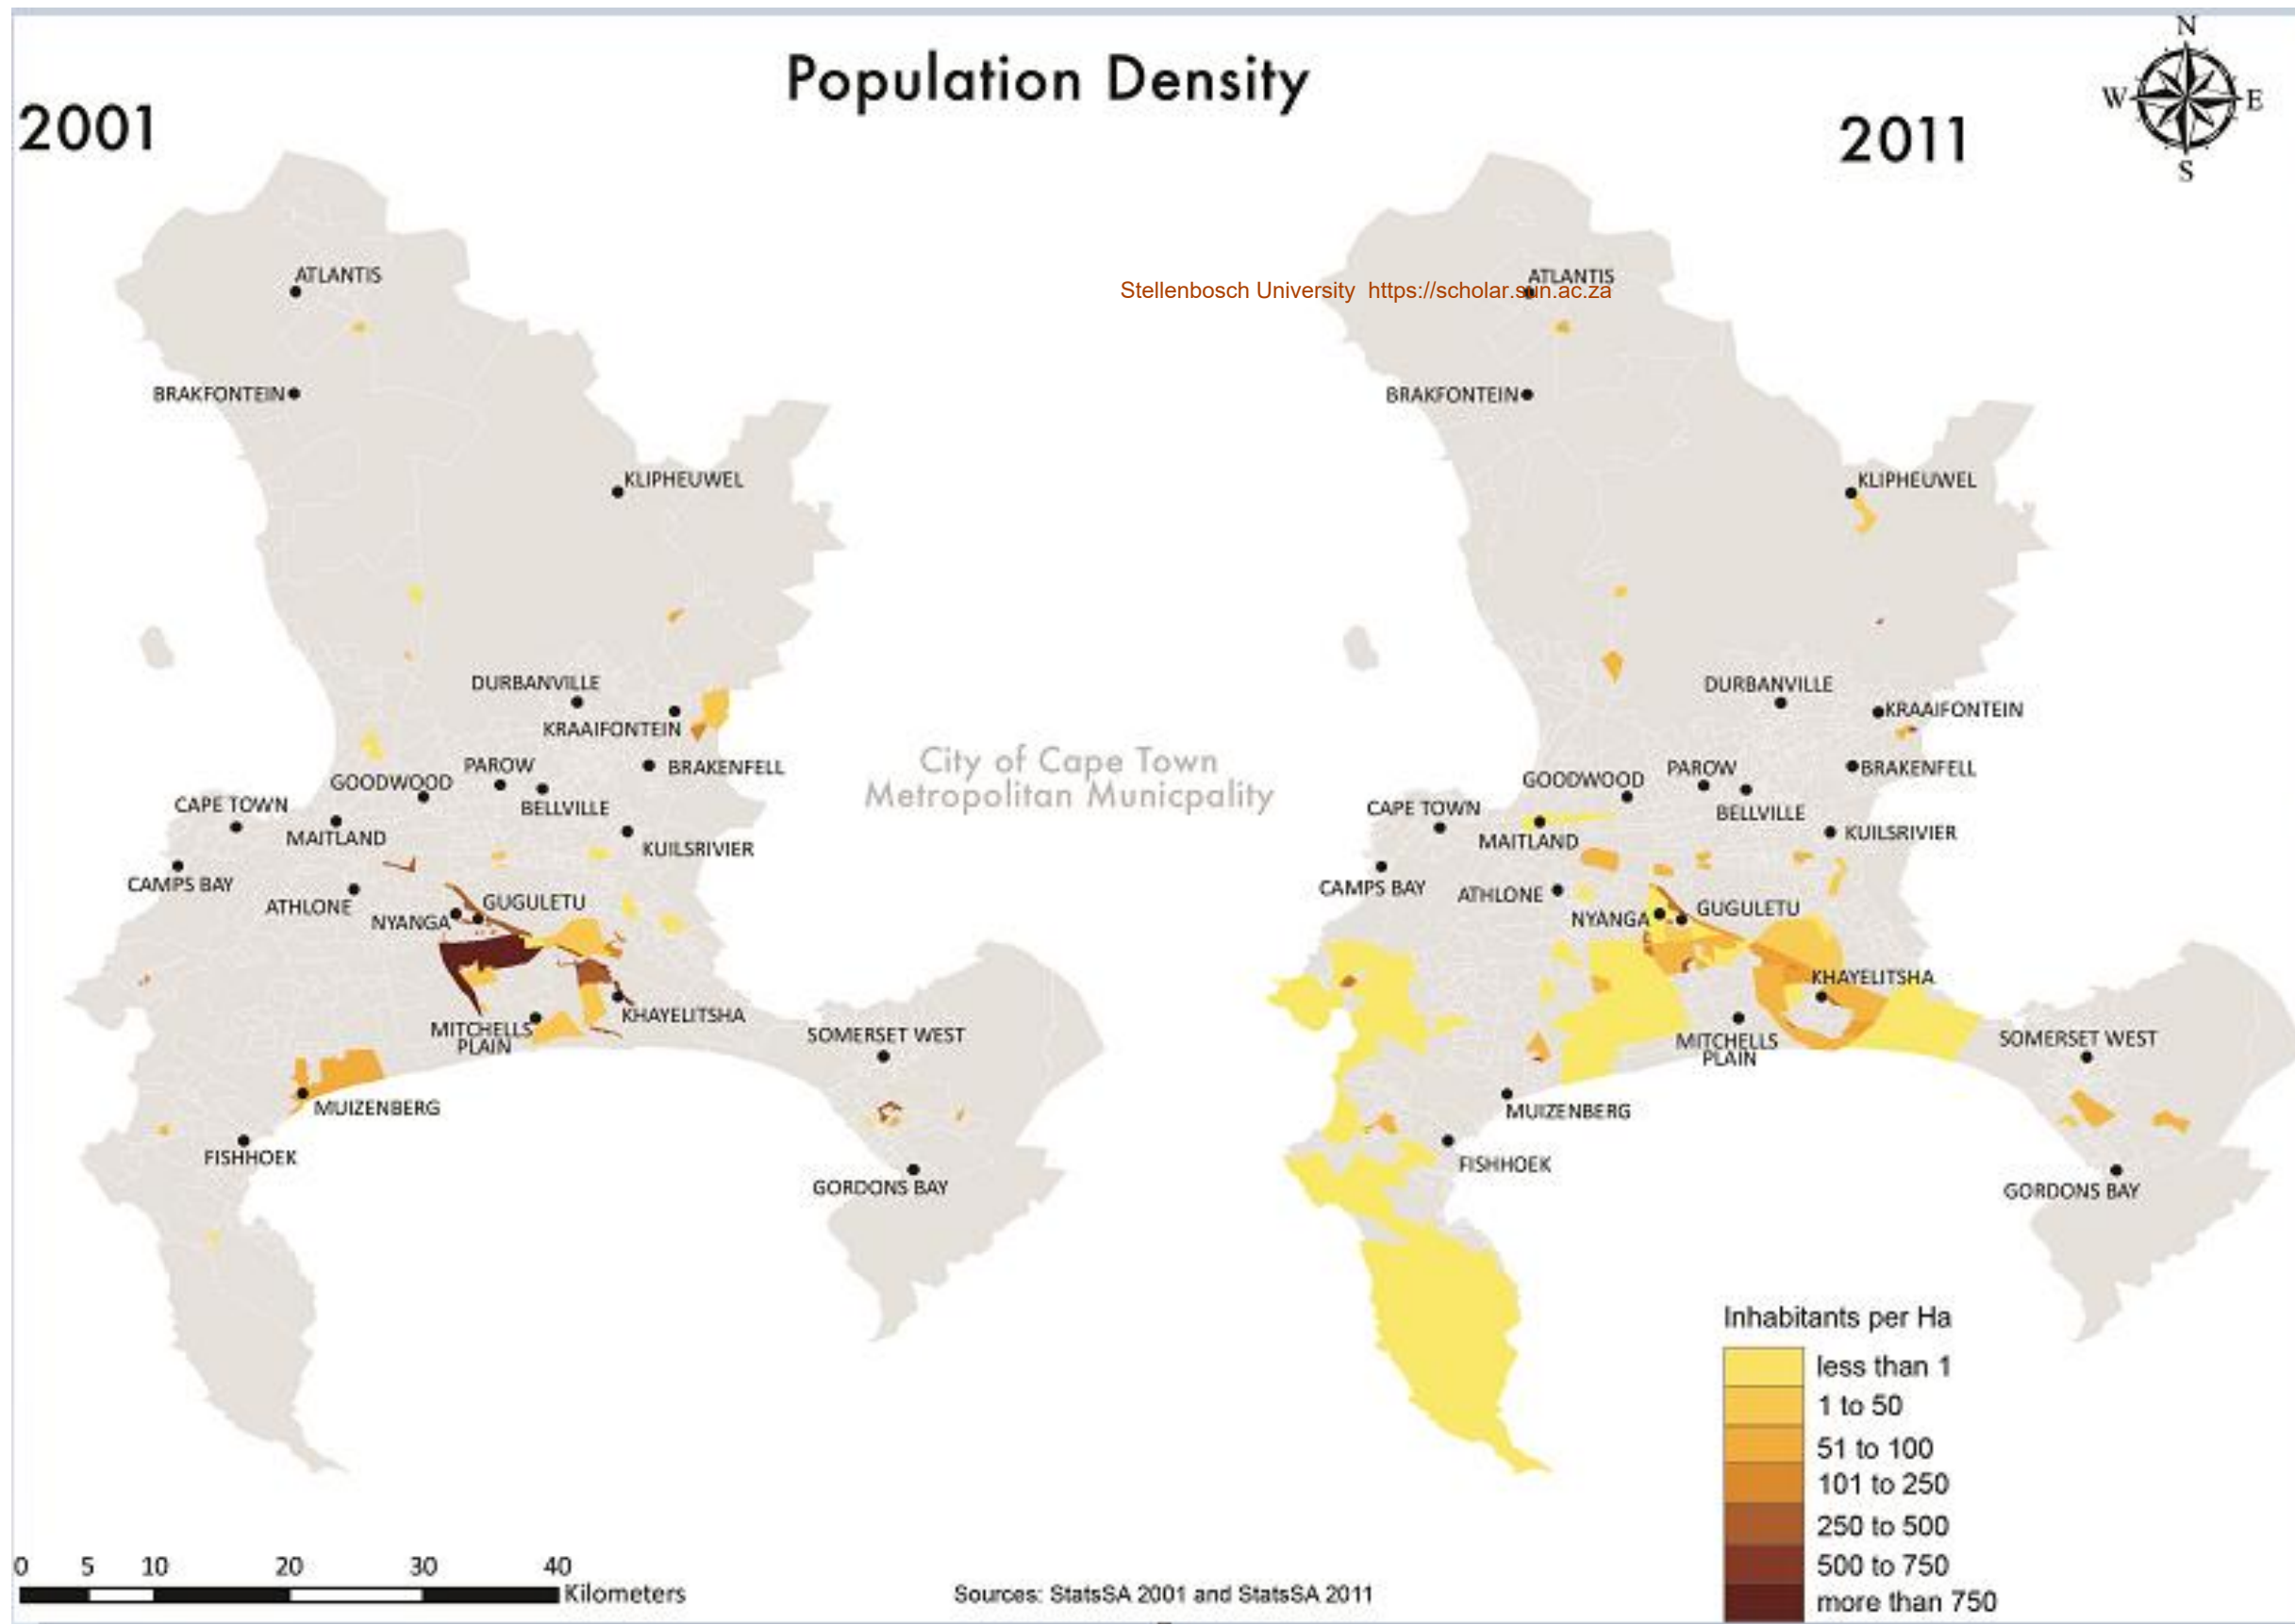 Population Density
2001
2011
N
W
E
S
Stellenbosch University https://scholar.sun.ac.za
ATLANTIS
BRAKFONTEIN
KLIPHEUWEL
DURBANVILLE
KRAAIFONTEIN
PAROW
BRAKENFELL
GOODWOOD
BELLVILLE
CAPE TOWN
MAITLAND
KUILSRIVIER
CAMPS BAY
ATHLONE
GUGULETU
NYANGA
KHAYELITSHA
MITCHELLS
PLAIN
SOMERSET WEST
MUIZENBERG
FISHHOEK
GORDONS BAY
City of Cape Town
Metropolitan Municpality
ATLANTIS
BRAKFONTEIN
KLIPHEUWEL
DURBANVILLE
KRAAIFONTEIN
PAROW
BRAKENFELL
GOODWOOD
BELLVILLE
CAPE TOWN
MAITLAND
KUILSRIVIER
CAMPS BAY
ATHLONE
GUGULETU
NYANGA
KHAYELITSHA
MITCHELLS
PLAIN
SOMERSET WEST
MUIZENBERG
FISHHOEK
GORDONS BAY
Inhabitants per Ha
less than 1
1 to 50
51 to 100
101 to 250
250 to 500
500 to 750
more than 750
0 5 10 20 30 40
Kilometers
Sources: StatsSA 2001 and StatsSA 2011